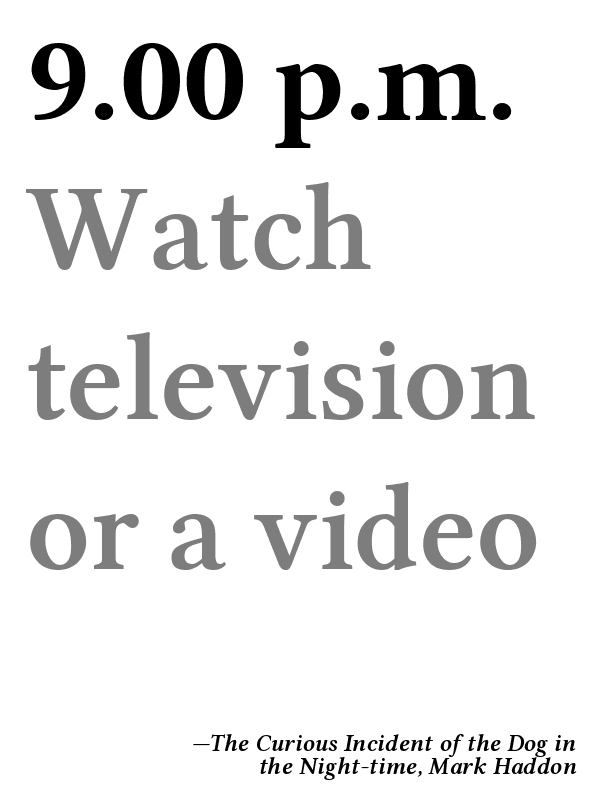 9.00 p.m.
Watch
television
or a video
—The Curious Incident of the Dog in
the Night-time, Mark Haddon